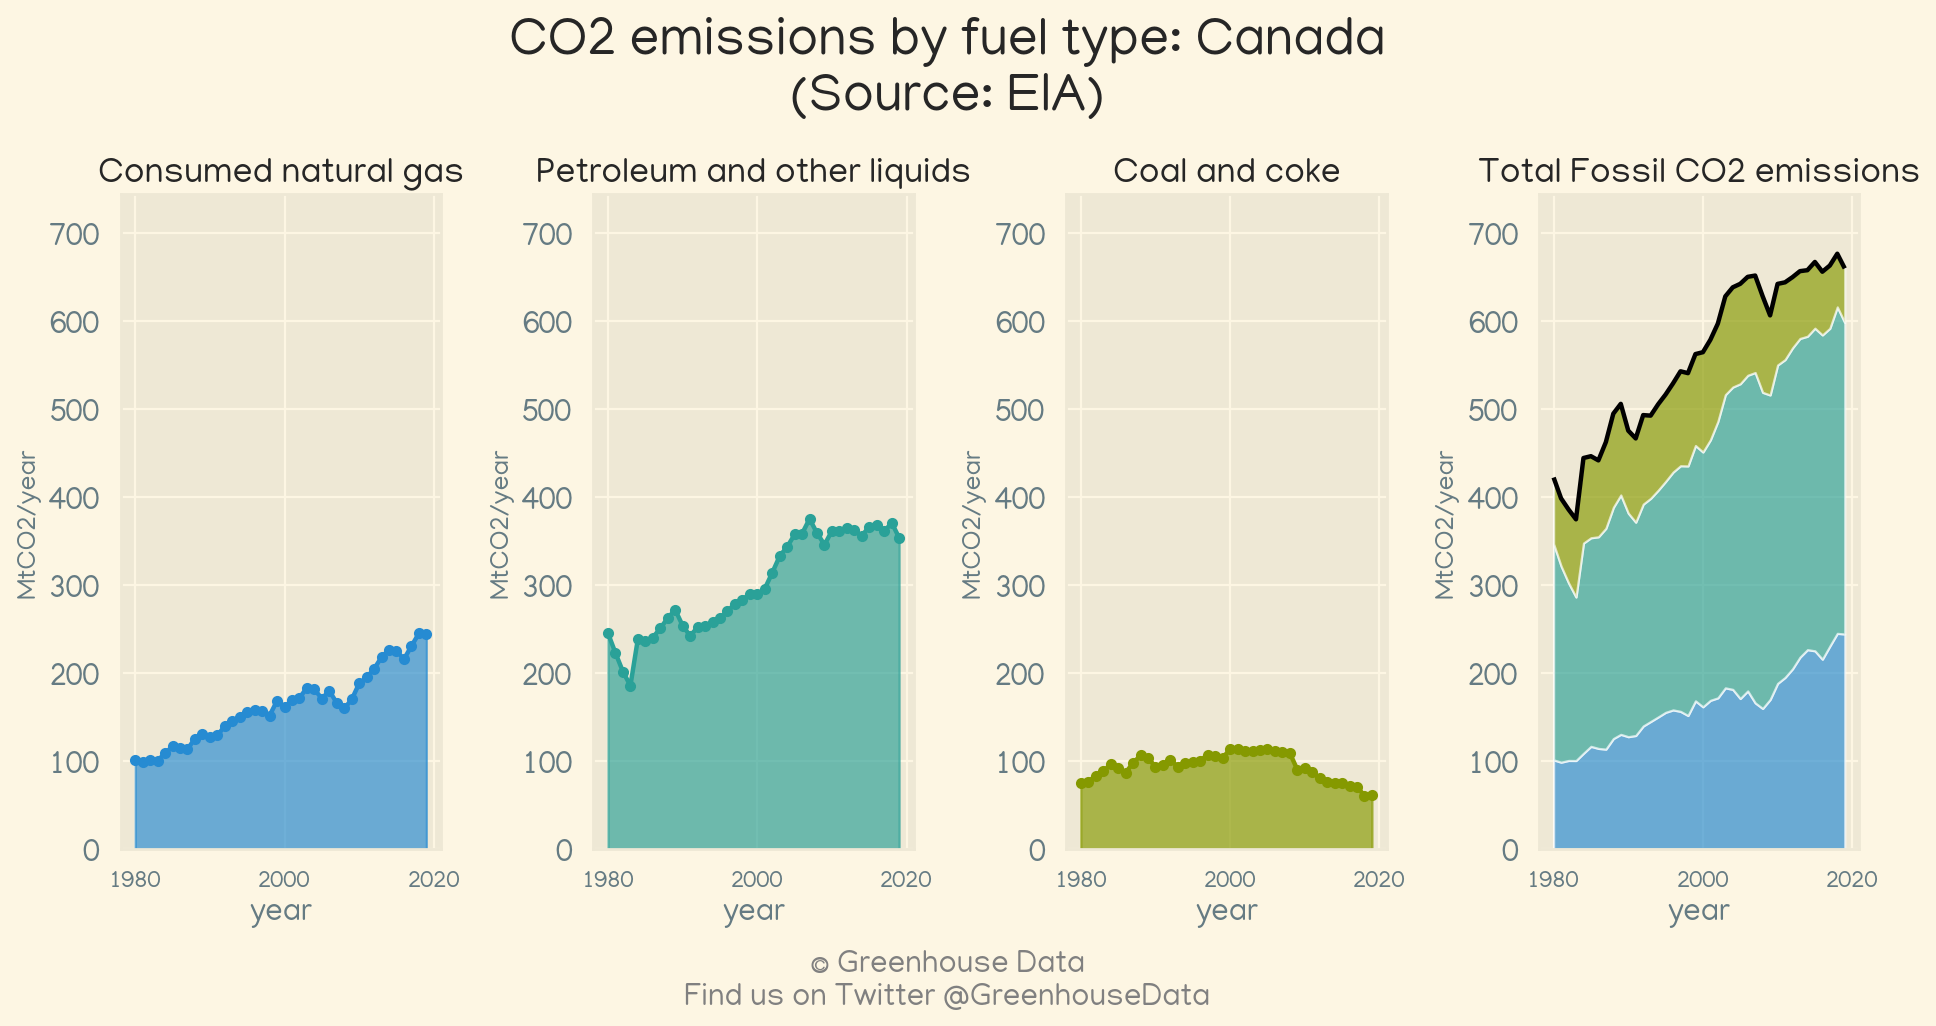 CO2 emissions by fuel type: Canada
(Source: EIA)
Consumed natural gas
Petroleum and other liquids
Coal and coke
Total Fossil CO2 emissions
700
600
500
400
300
200
100
0
MtCO2/year
1980
2000
2020
year
700
600
500
400
300
200
100
0
MtCO2/year
1980
2000
2020
year
700
600
500
400
300
200
100
0
MtCO2/year
1980
2000
2020
year
700
600
500
400
300
200
100
0
MtCO2/year
1980
2000
2020
year
© Greenhouse Data
Find us on Twitter @GreenhouseData